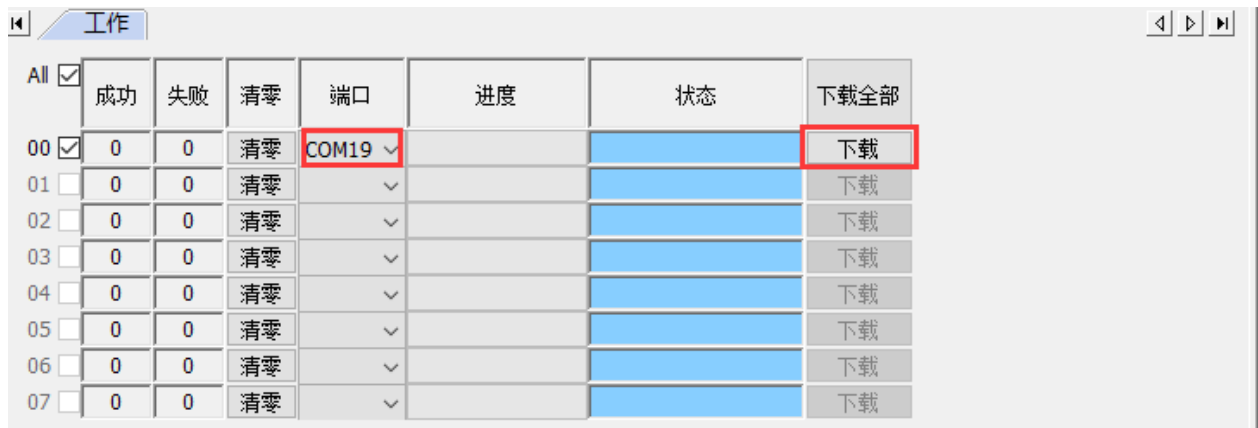 工作
All 成功 失败 清零 端口 进度 状态 下载全部
00 0 0 清零 COM19 下载
01 0 0 清零 下载
02 0 0 清零 下载
03 0 0 清零 下载
04 0 0 清零 下载
05 0 0 清零 下载
06 0 0 清零 下载
07 0 0 清零 下载